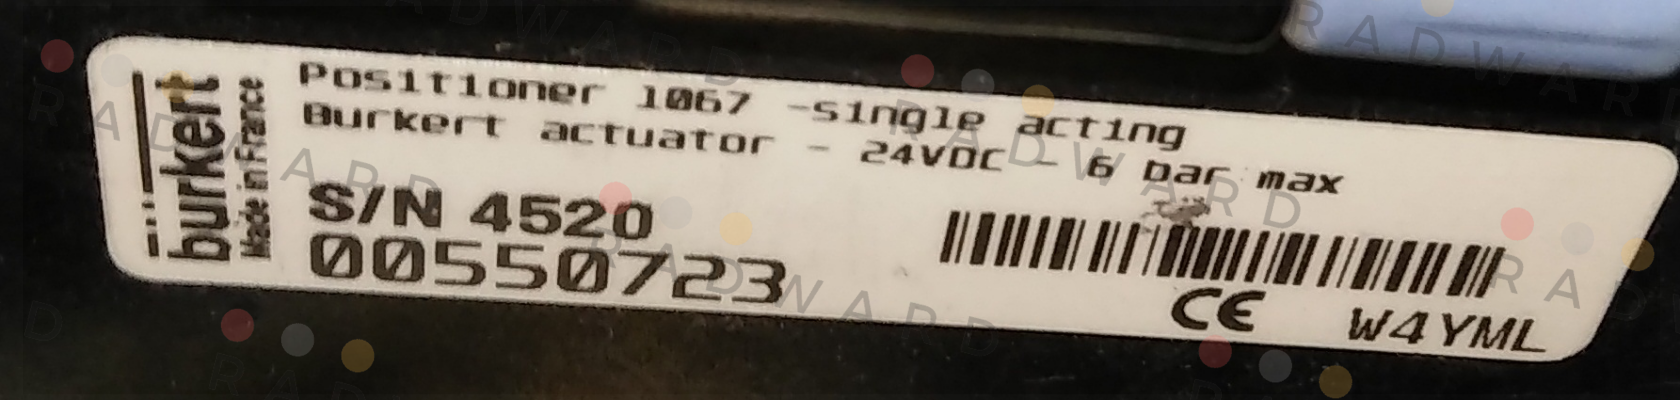 burkert
Made in France
Positioner 1067 -single acting
Burkert actuator - 24VDC - 6 bar max
S/N 4520
00550723
CE W4YML
RADWARD